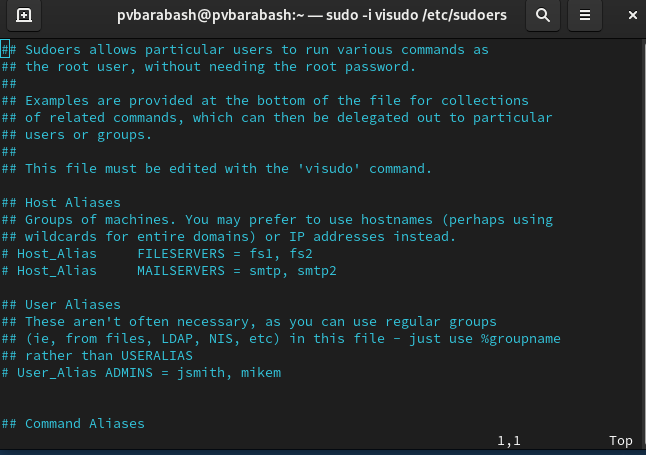 pvbarabash@pvbarabash:~ — sudo -i visudo /etc/sudoers
## Sudoers allows particular users to run various commands as
## the root user, without needing the root password.
##
## Examples are provided at the bottom of the file for collections
## of related commands, which can then be delegated out to particular
## users or groups.
##
## This file must be edited with the 'visudo' command.
## Host Aliases
## Groups of machines. You may prefer to use hostnames (perhaps using
## wildcards for entire domains) or IP addresses instead.
# Host_Alias     FILESERVERS = fs1, fs2
# Host_Alias     MAILSERVERS = smtp, smtp2
## User Aliases
## These aren't often necessary, as you can use regular groups
## (ie, from files, LDAP, NIS, etc) in this file - just use %groupname
## rather than USERALIAS
# User_Alias ADMINS = jsmith, mikem
## Command Aliases
1,1           Top